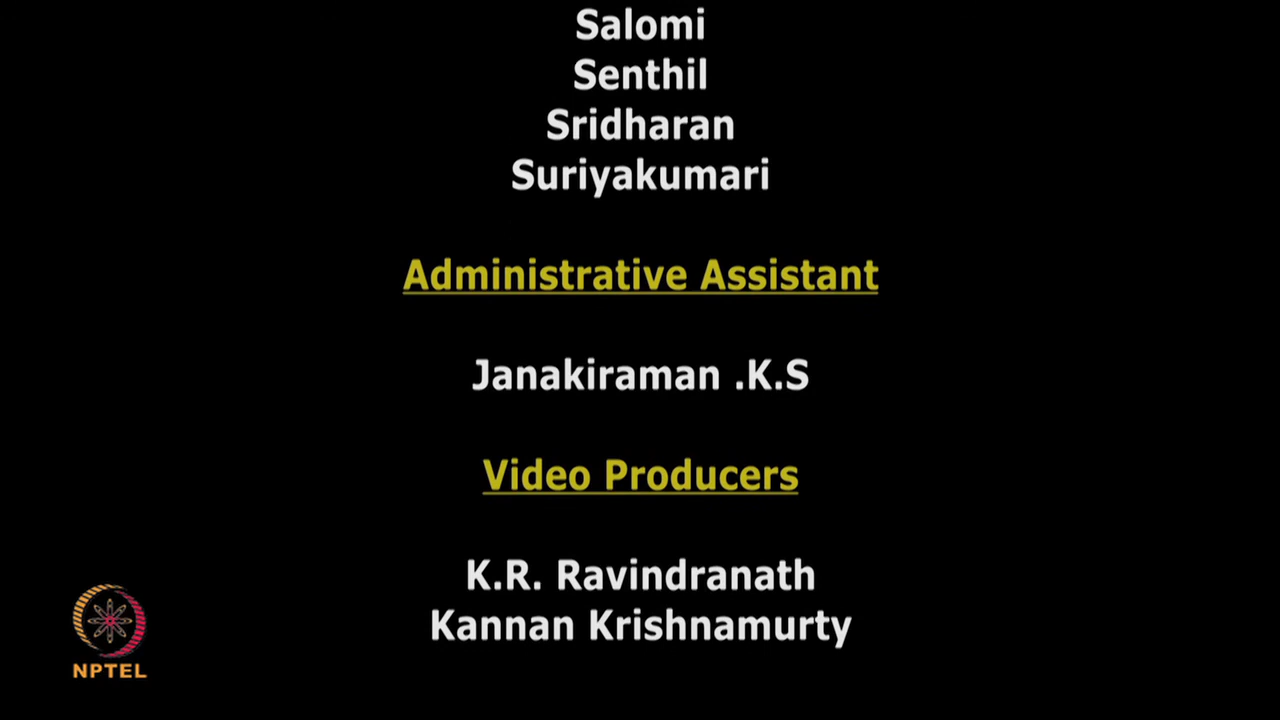 Salomi
Senthil
Sridharan
Suriyakumari
Administrative Assistant
Janakiraman .K.S
Video Producers
K.R. Ravindranath
Kannan Krishnamurty
NPTEL